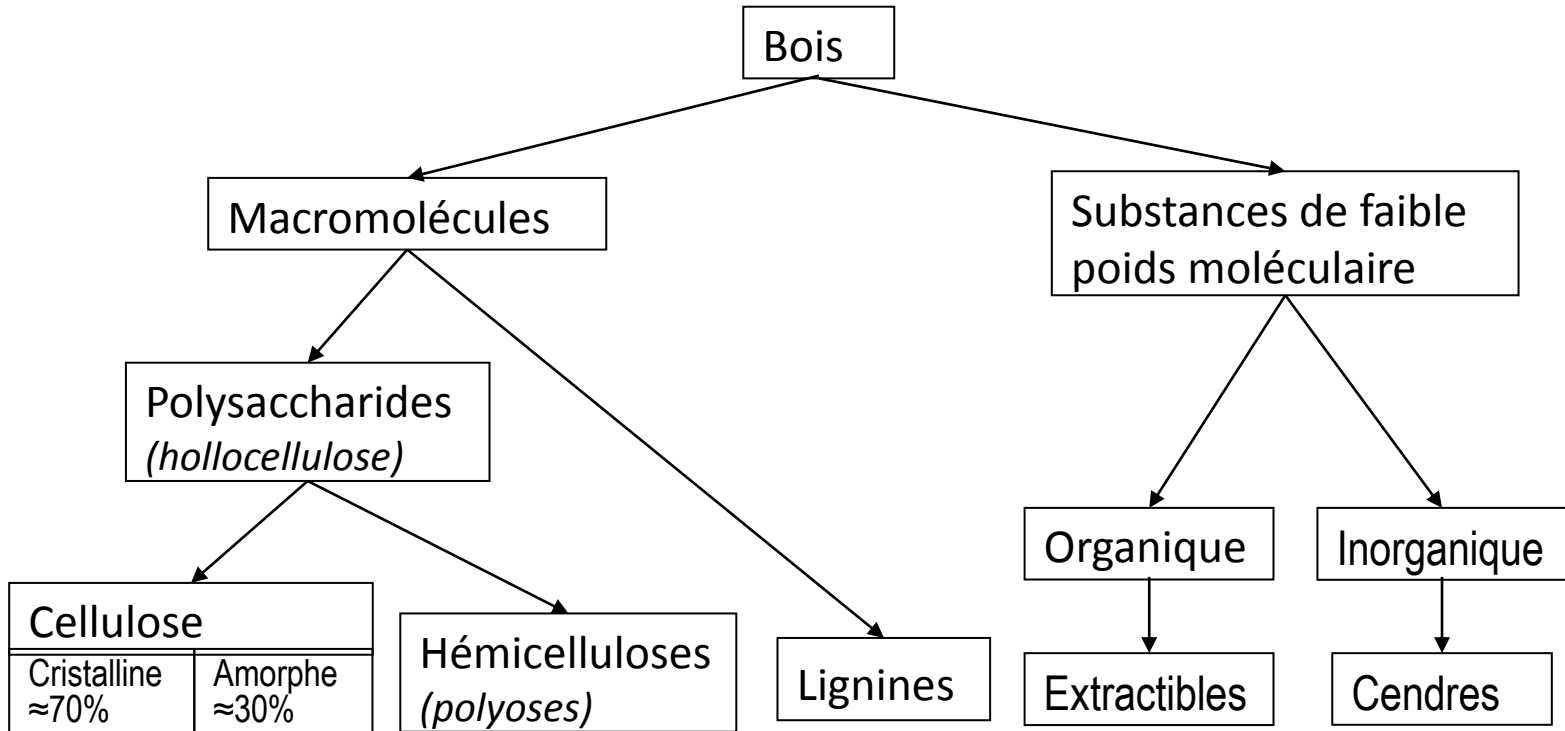 Bois
Macromolécules
Substances de faible
poids moléculaire
Polysaccharides
(hollocellulose)
Organique
Inorganique
Cellulose
Cristalline
≈70%
Amorphe
≈30%
Hémicelluloses
(polyoses)
Lignines
Extractibles
Cendres